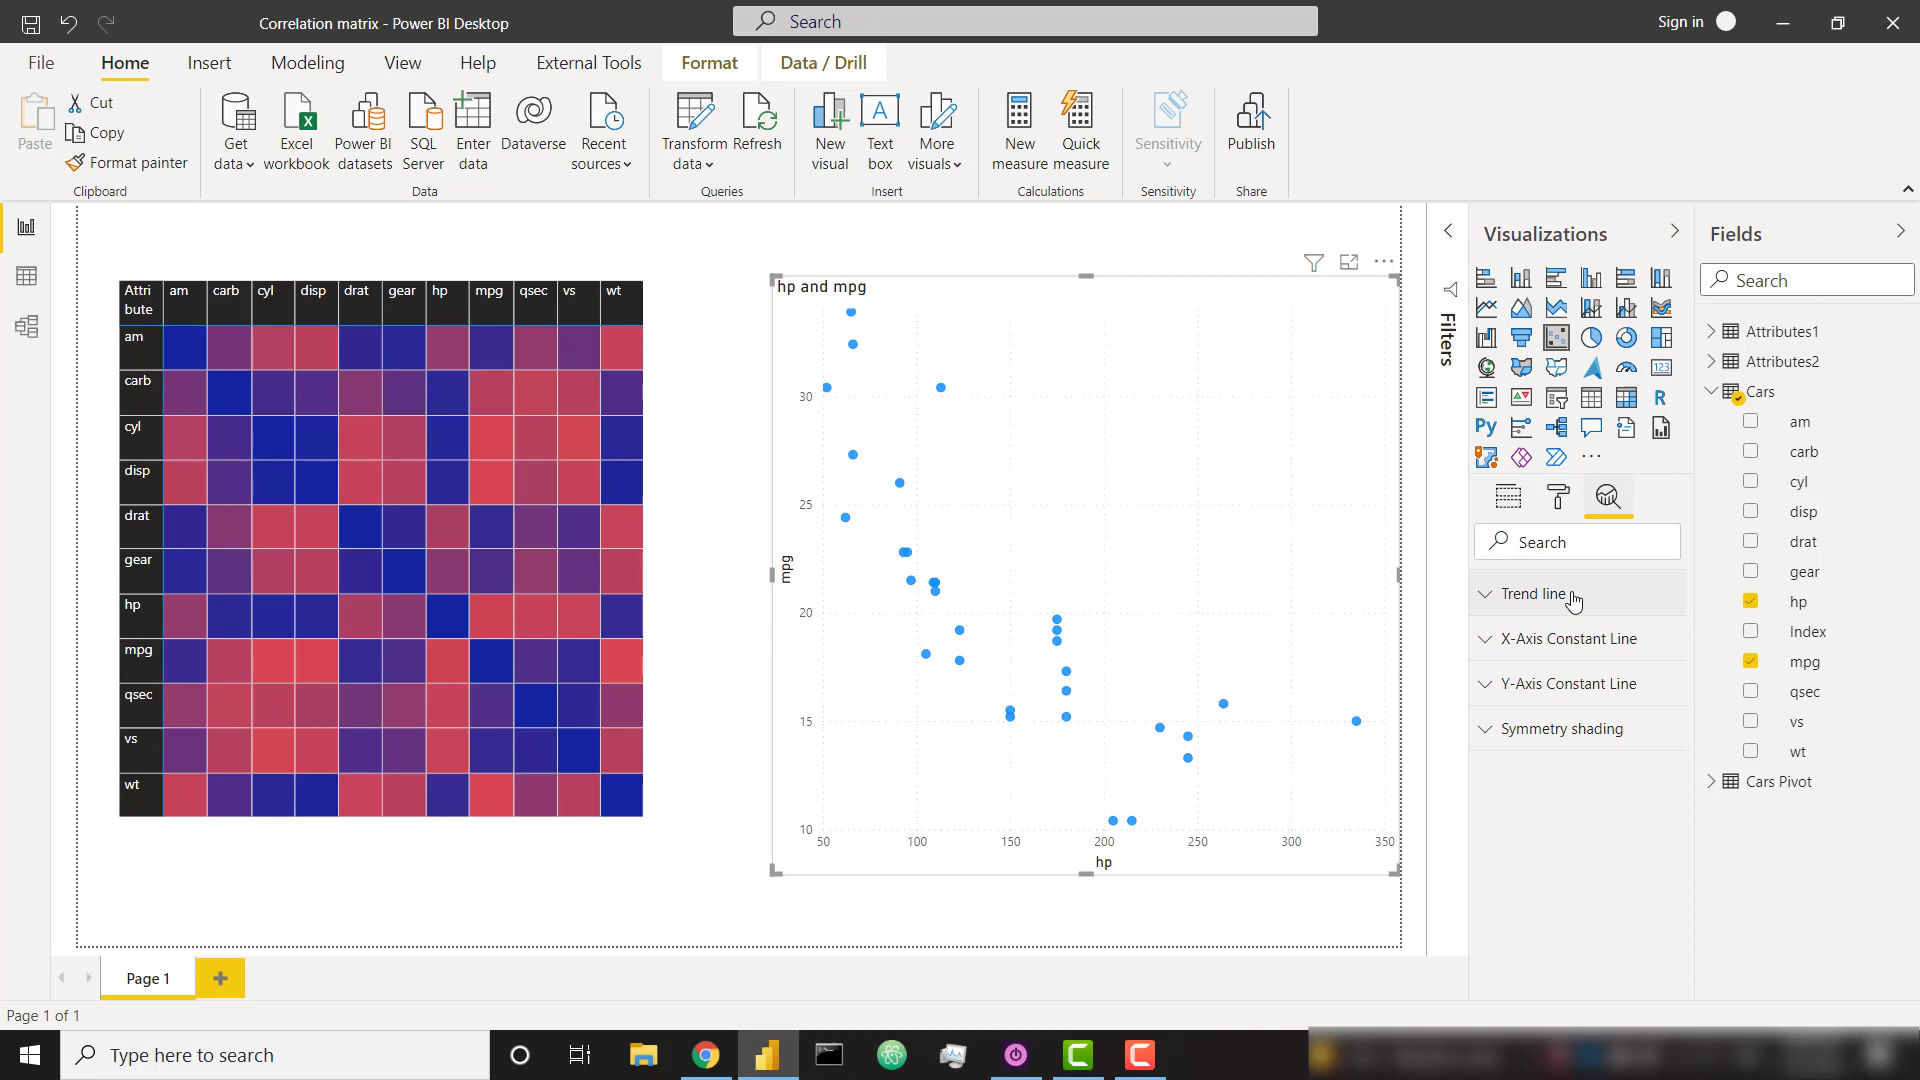 Correlation matrix - Power BI Desktop
Search
Sign in
File
Home
Insert
Modeling
View
Help
External Tools
Format
Data / Drill
Paste
Cut
Copy
Format painter
Clipboard
Get data
Excel workbook
Power BI datasets
SQL Server
Enter data
Dataverse
Recent sources
Data
Transform data
Refresh
Queries
New visual
Text box
More visuals
Insert
New measure
Quick measure
Calculations
Sensitivity
Sensitivity
Publish
Share
Attri
bute
am carb cyl disp drat gear hp mpg qsec vs wt
am
carb
cyl
disp
drat
gear
hp
mpg
qsec
vs
wt
hp and mpg
30
25
20
15
10
mpg
50 100 150 200 250 300 350
hp
Filters
Visualizations
123
R
Py
Search
Trend line
X-Axis Constant Line
Y-Axis Constant Line
Symmetry shading
Fields
Search
Attributes1
Attributes2
Cars
am
carb
cyl
disp
drat
gear
hp
Index
mpg
qsec
vs
wt
Cars Pivot
Page 1
Page 1 of 1
Type here to search